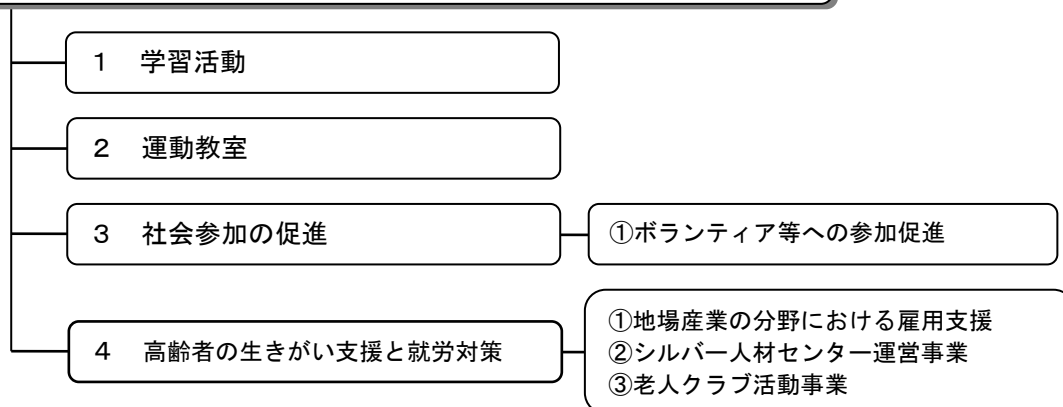 1 学習活動
2 運動教室
3 社会参加の促進
①ボランティア等への参加促進
4 高齢者の生きがい支援と就労対策
①地場産業の分野における雇用支援
②シルバー人材センター運営事業
③老人クラブ活動事業